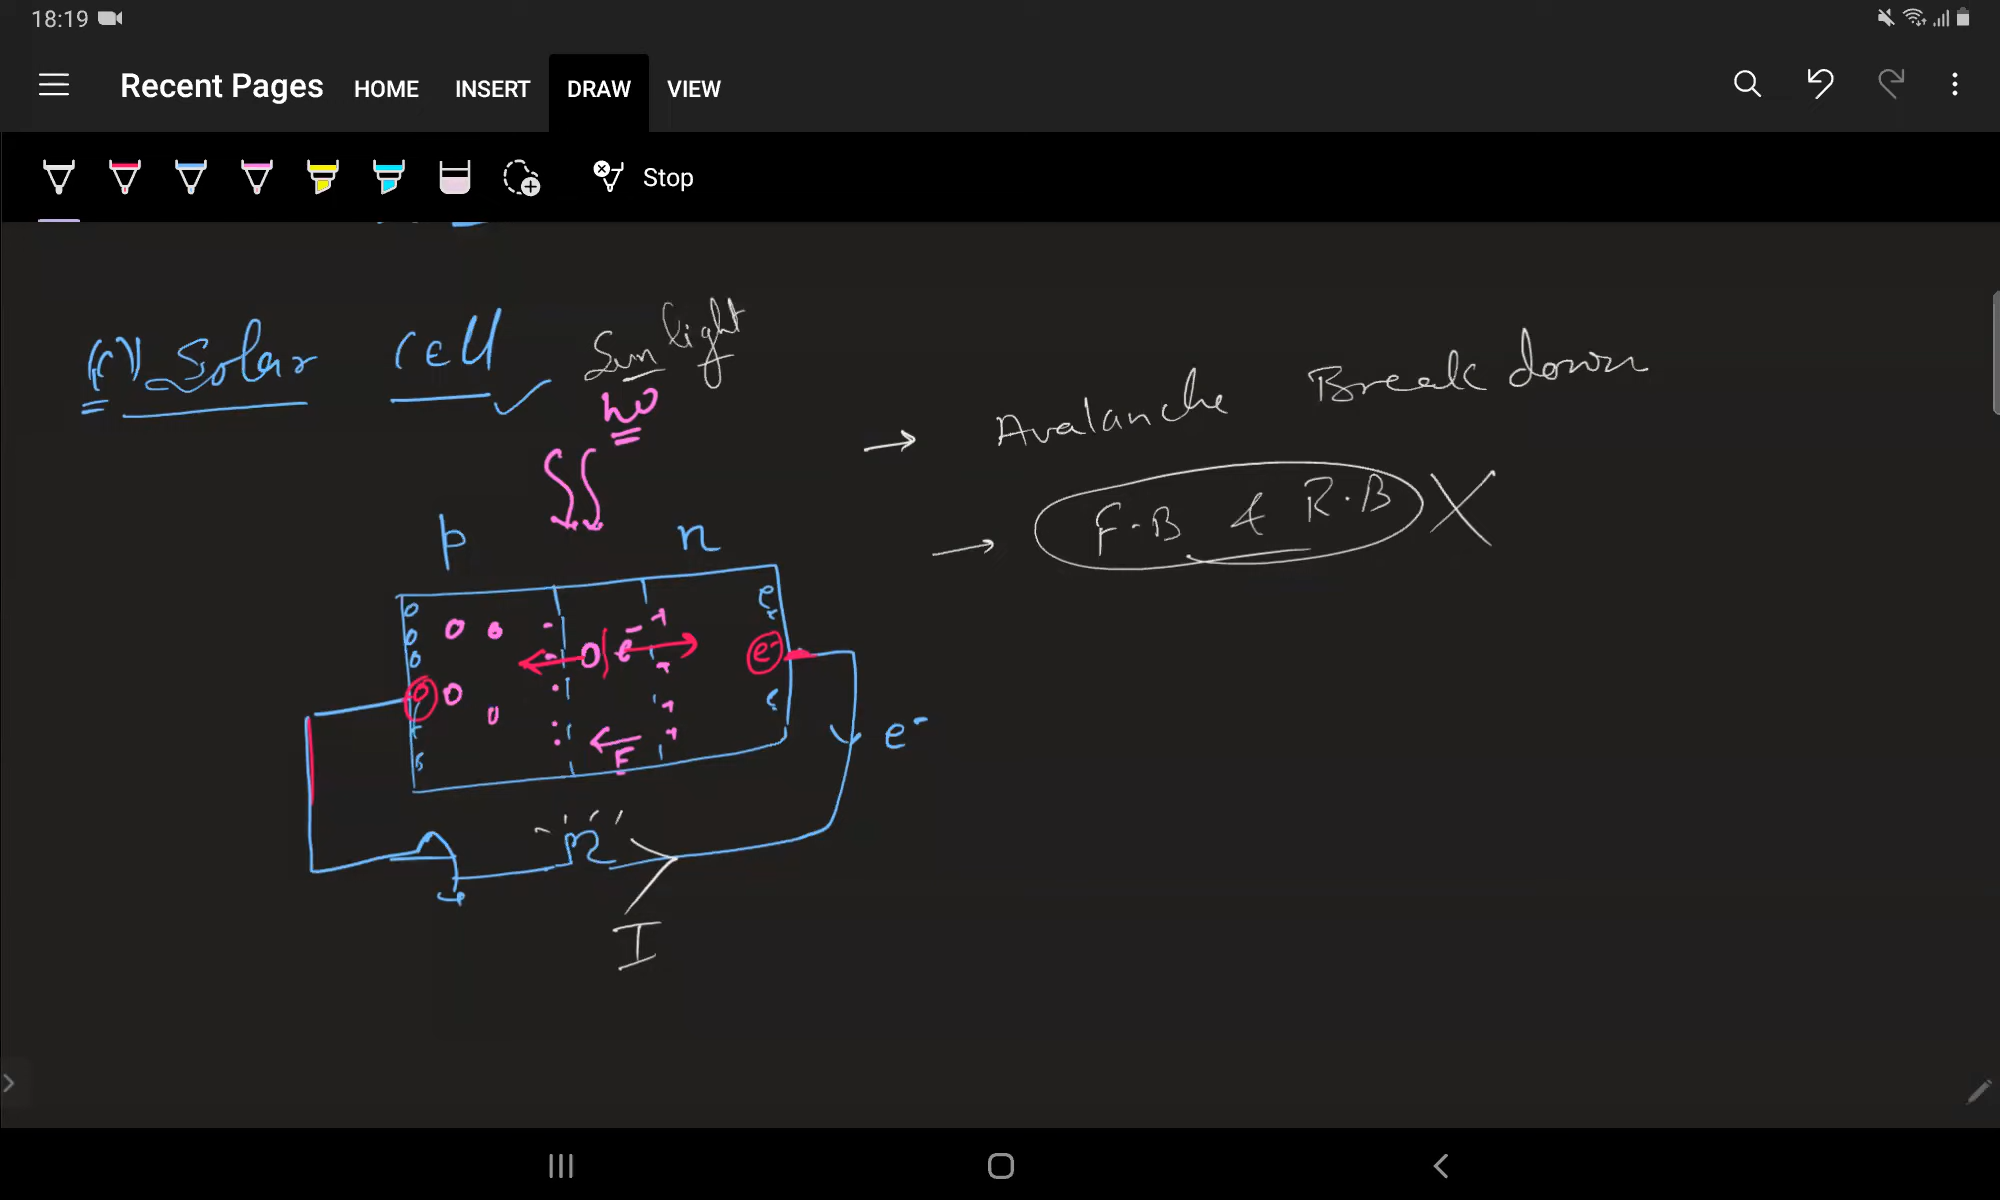 18:19
Recent Pages HOME INSERT DRAW VIEW
Stop
Solar Cell
Sun light
hν
→ Avalanche Break down
→ F.B & R.B X
p n
O e⁻
e⁻
E
e⁻
I